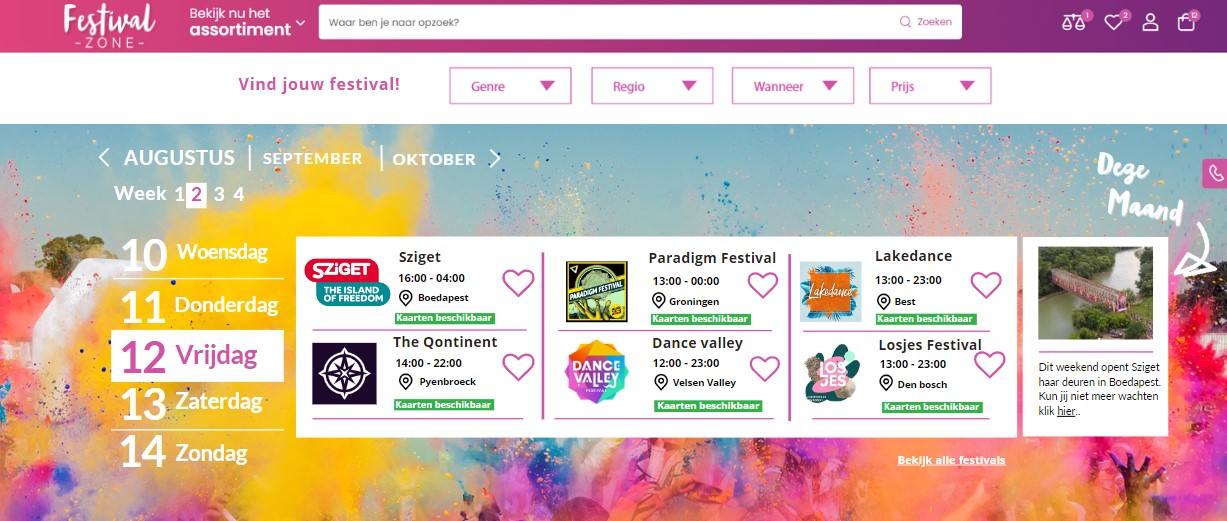 Festival
-ZONE-
Bekijk nu het
assortiment
Waar ben je naar opzoek?
Zoeken
1
2
12
Vind jouw festival!
Genre
Regio
Wanneer
Prijs
AUGUSTUS | SEPTEMBER | OKTOBER
Week 1 2 3 4
Deze
Maand
10 Woensdag
11 Donderdag
12 Vrijdag
13 Zaterdag
14 Zondag
SZIGET
THE ISLAND
OF FREEDOM
Sziget
16:00 - 04:00
Boedapest
Kaarten beschikbaar
PARADIGM FESTIVAL
Paradigm Festival
13:00 - 00:00
Groningen
Kaarten beschikbaar
Lakedance
Lakedance
13:00 - 23:00
Best
Kaarten beschikbaar
The Qontinent
14:00 - 22:00
Pyenbroeck
Kaarten beschikbaar
DANCE
VALLEY
FESTIVAL
Dance valley
12:00 - 23:00
Velsen Valley
Kaarten beschikbaar
LOS
JES
Losjes Festival
13:00 - 23:00
Den bosch
Kaarten beschikbaar
Dit weekend opent Sziget
haar deuren in Boedapest.
Kun jij niet meer wachten
klik hier..
Bekijk alle festivals